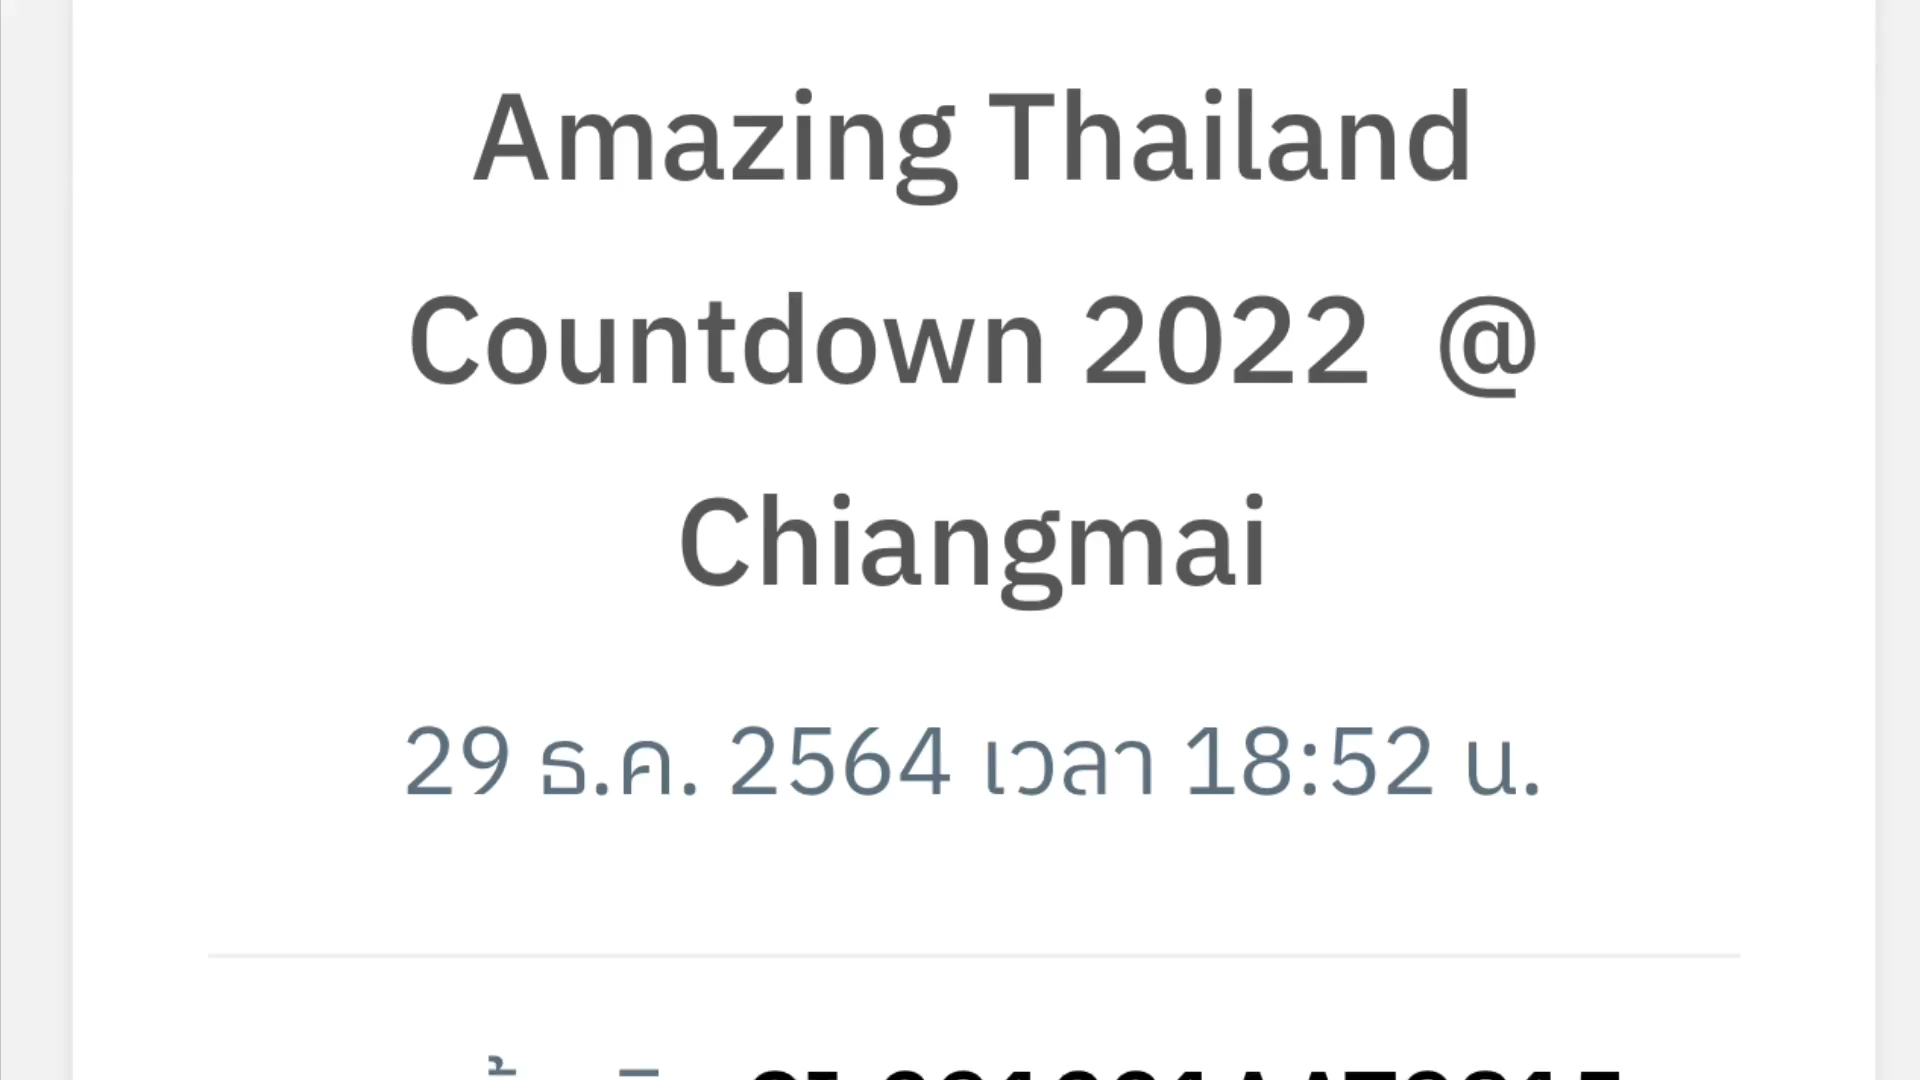 Amazing Thailand
Countdown 2022 @
Chiangmai
29 ธ.ค. 2564 เวลา 18:52 น.